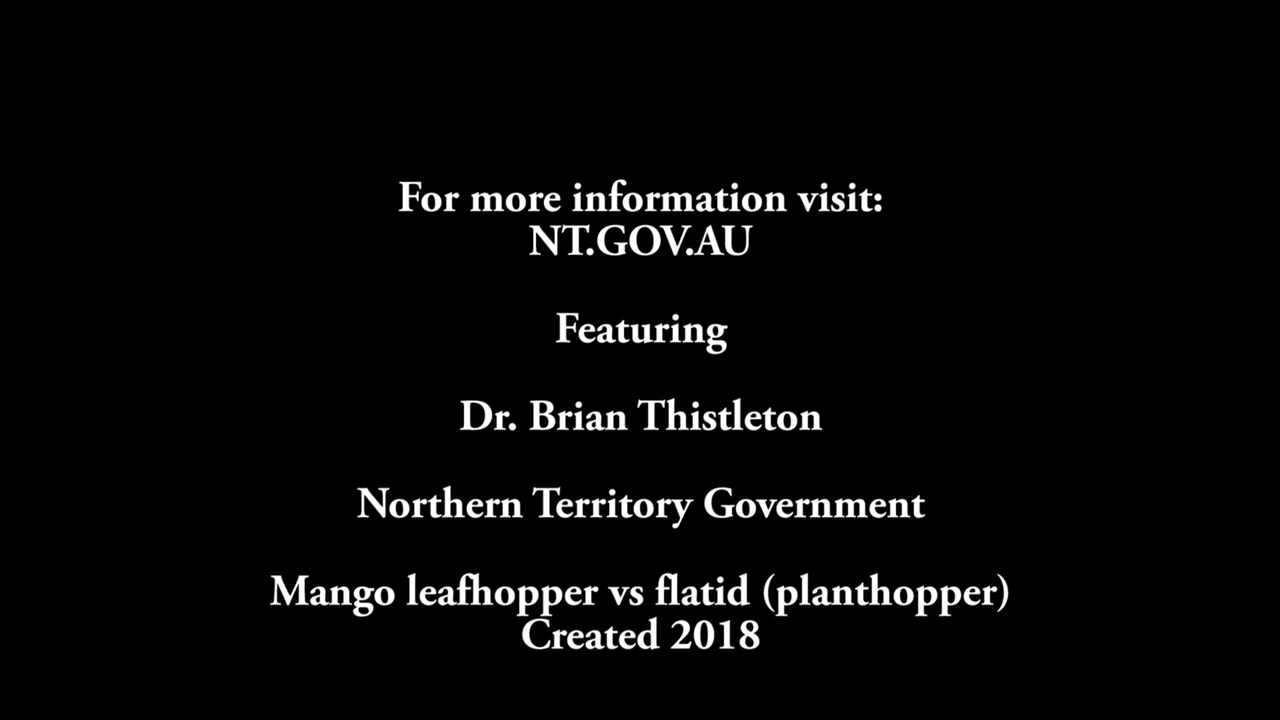 For more information visit:
NT.GOV.AU
Featuring
Dr. Brian Thistleton
Northern Territory Government
Mango leafhopper vs flatid (planthopper)
Created 2018